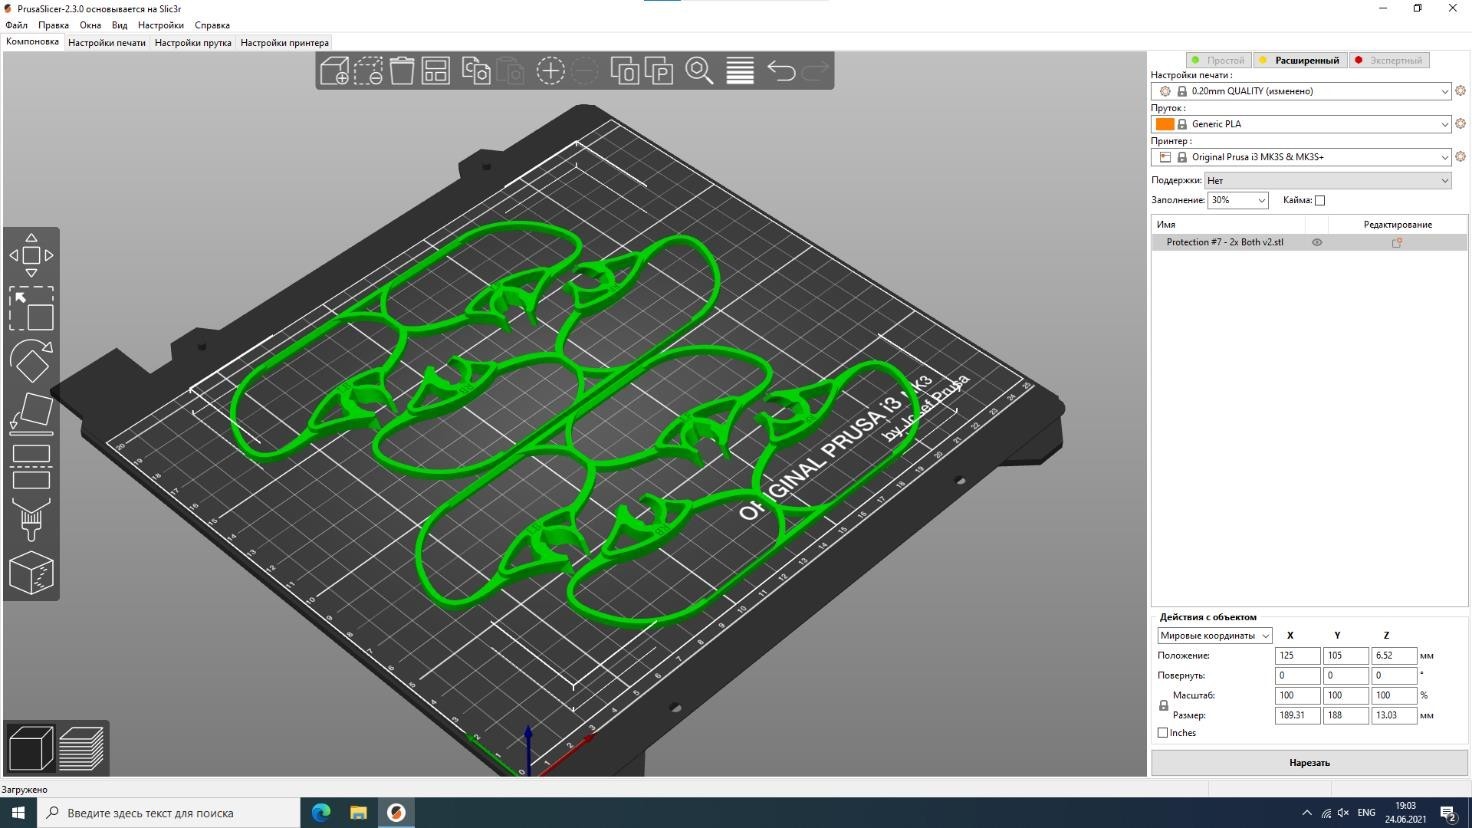 PrusaSlicer-2.3.0 основывается на Slic3r
Файл Правка Окна Вид Настройки Справка
Компоновка Настройки печати Настройки прутка Настройки принтера
Простой Расширенный Экспертный
Настройки печати :
0.20mm QUALITY (изменено)
Пруток :
Generic PLA
Принтер :
Original Prusa i3 MK3S & MK3S+
Поддержки: Нет
Заполнение: 30% Кайма:
Имя Редактирование
Protection #7 - 2x Both v2.stl
ORIGINAL PRUSA i3 MK3
by Josef Prusa
Действия с объектом
Мировые координаты X Y Z
Положение: 125 105 6.52 мм
Повернуть: 0 0 0 °
Масштаб: 100 100 100 %
Размер: 189.31 188 13.03 мм
Inches
Нарезать
Загружено
Введите здесь текст для поиска
ENG
19:03
24.06.2021
2